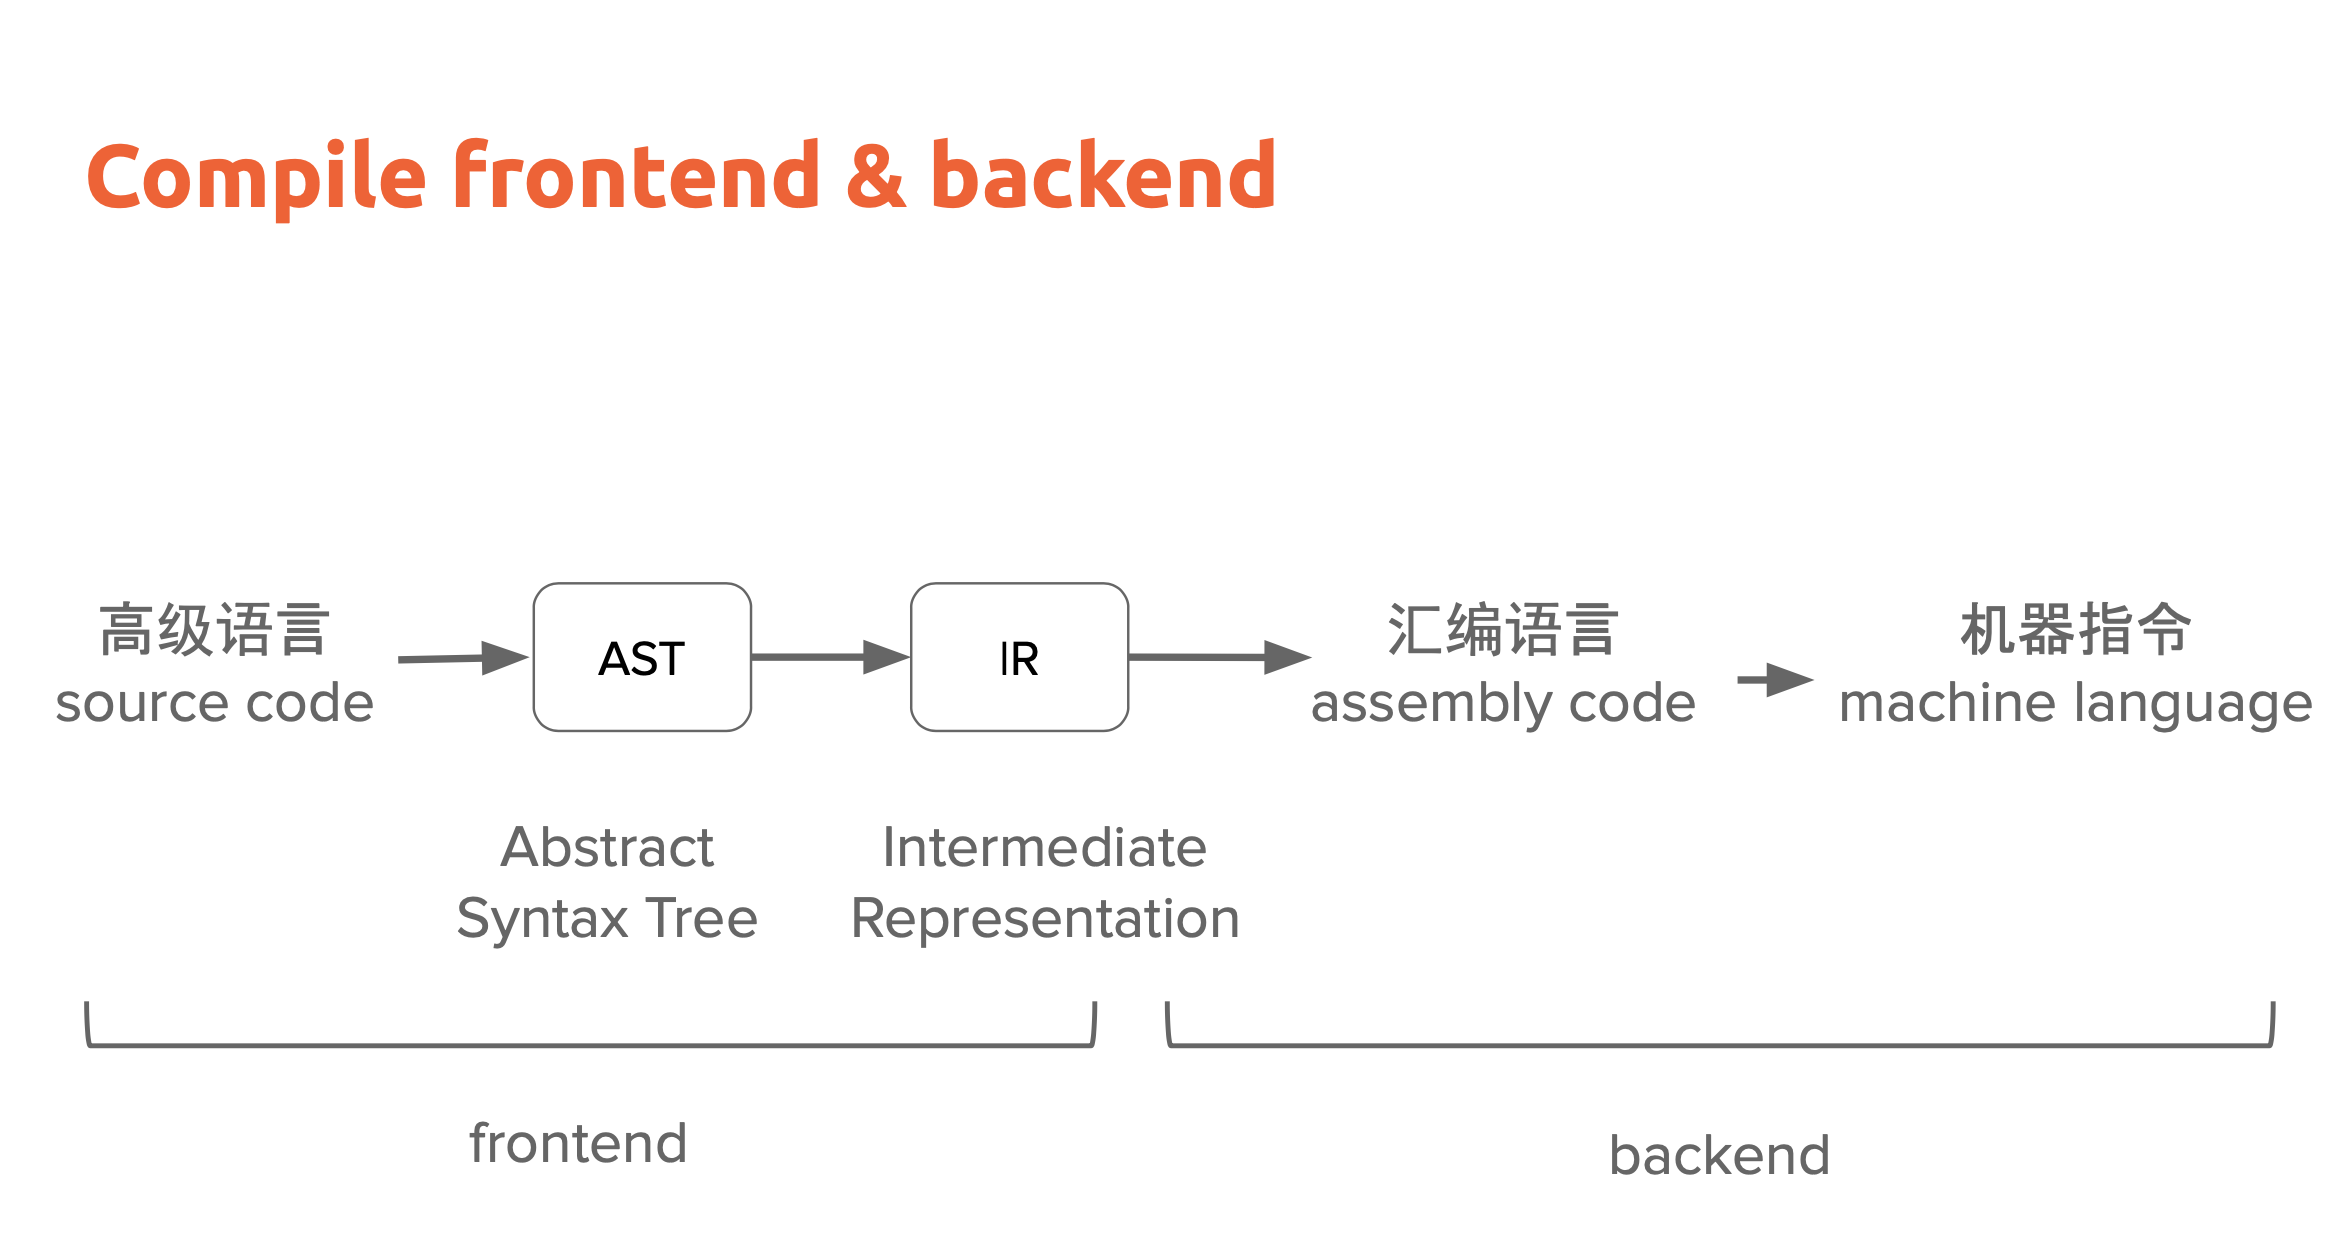 Compile frontend & backend
高级语言
source code
AST
IR
汇编语言
assembly code
机器指令
machine language
Abstract
Syntax Tree
Intermediate
Representation
frontend
backend